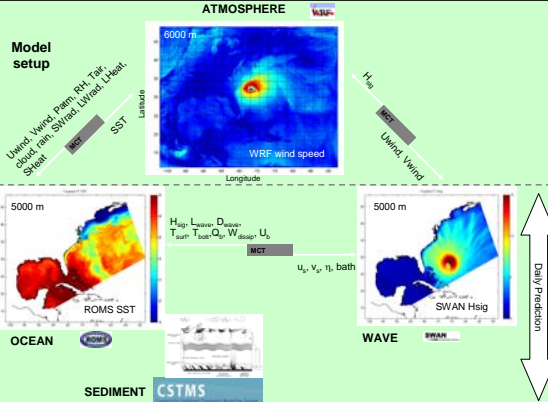 ATMOSPHERE
WRF
Model
setup
6000 m
WRF wind speed
Latitude
Longitude
Uwind, Vwind, Patm, RH, Tair,
cloud, rain, SWrad, LWrad, LHeat,
SHeat
MCT
SST
Hsig
MCT
Uwind, Vwind
5000 m
ROMS SST
Hsig, Lwave, Dwave,
Tsurf, Tbott, Qb, Wdissip, Ub
MCT
us, vs, η, bath
5000 m
SWAN Hsig
Daily Prediction
OCEAN
ROMS
WAVE
SWAN
SEDIMENT
CSTMS